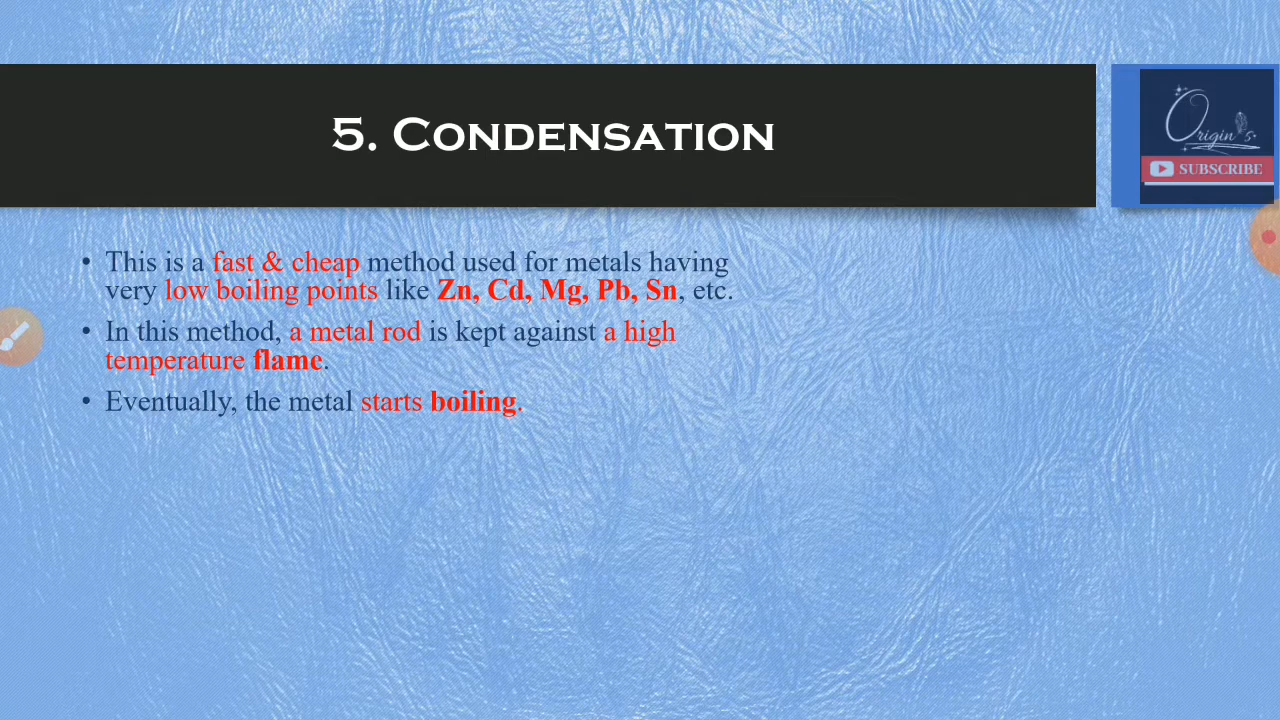 5. Condensation
Origin's
SUBSCRIBE
• This is a fast & cheap method used for metals having
very low boiling points like Zn, Cd, Mg, Pb, Sn, etc.
• In this method, a metal rod is kept against a high
temperature flame.
• Eventually, the metal starts boiling.